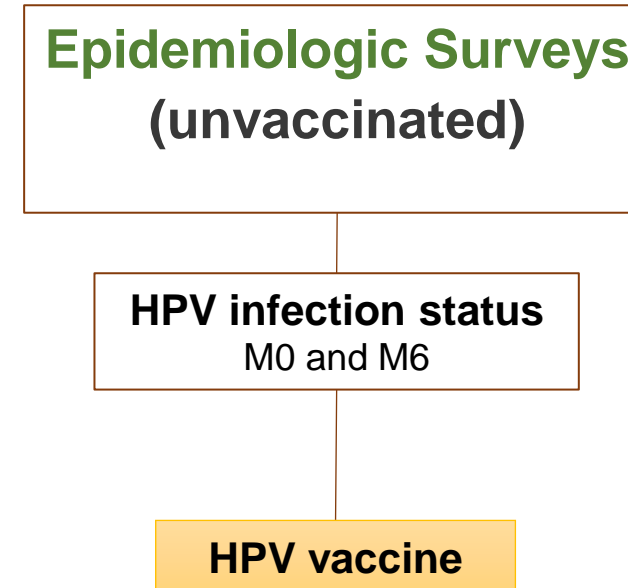 Epidemiologic Surveys
(unvaccinated)
HPV infection status
M0 and M6
HPV vaccine